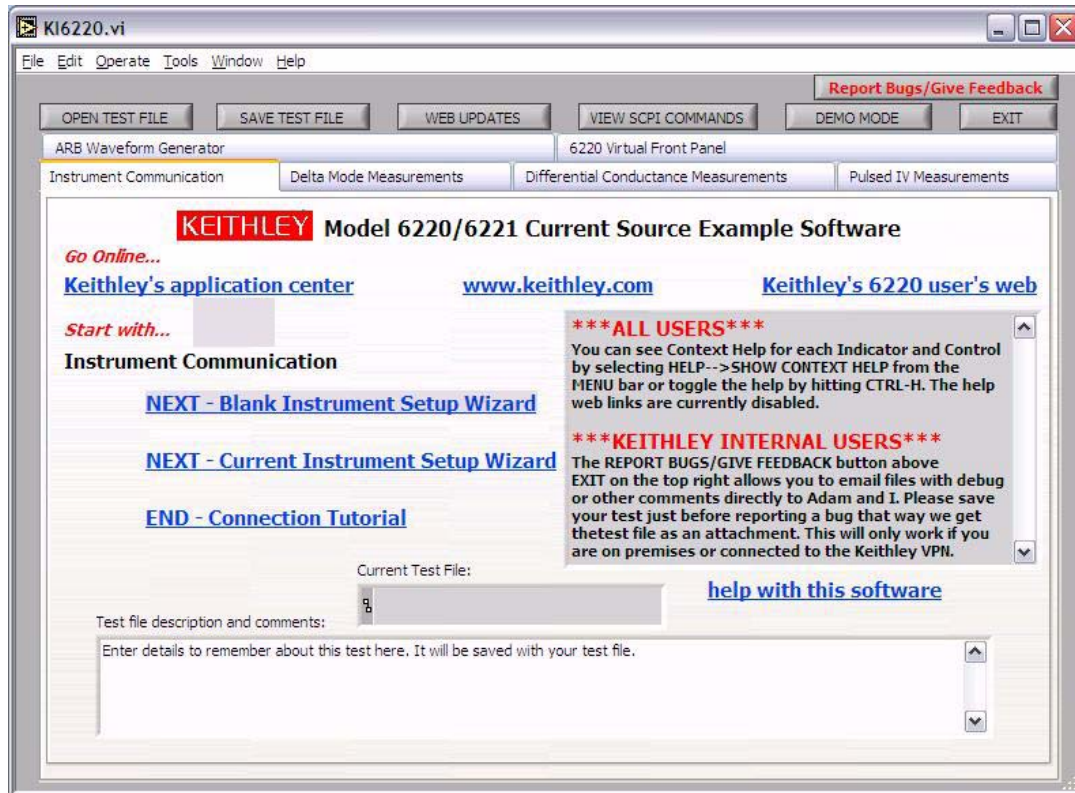 KI6220.vi
File Edit Operate Tools Window Help
Report Bugs/Give Feedback
OPEN TEST FILE SAVE TEST FILE WEB UPDATES VIEW SCPI COMMANDS DEMO MODE EXIT
ARB Waveform Generator 6220 Virtual Front Panel
Instrument Communication Delta Mode Measurements Differential Conductance Measurements Pulsed IV Measurements
KEITHLEY Model 6220/6221 Current Source Example Software
Go Online...
Keithley's application center www.keithley.com Keithley's 6220 user's web
Start with...
Instrument Communication
NEXT - Blank Instrument Setup Wizard
NEXT - Current Instrument Setup Wizard
END - Connection Tutorial
***ALL USERS***
You can see Context Help for each Indicator and Control
by selecting HELP-->SHOW CONTEXT HELP from the
MENU bar or toggle the help by hitting CTRL-H. The help
web links are currently disabled.
***KEITHLEY INTERNAL USERS***
The REPORT BUGS/GIVE FEEDBACK button above
EXIT on the top right allows you to email files with debug
or other comments directly to Adam and I. Please save
your test just before reporting a bug that way we get
thetest file as an attachment. This will only work if you
are on premises or connected to the Keithley VPN.
Current Test File:
help with this software
Test file description and comments:
Enter details to remember about this test here. It will be saved with your test file.